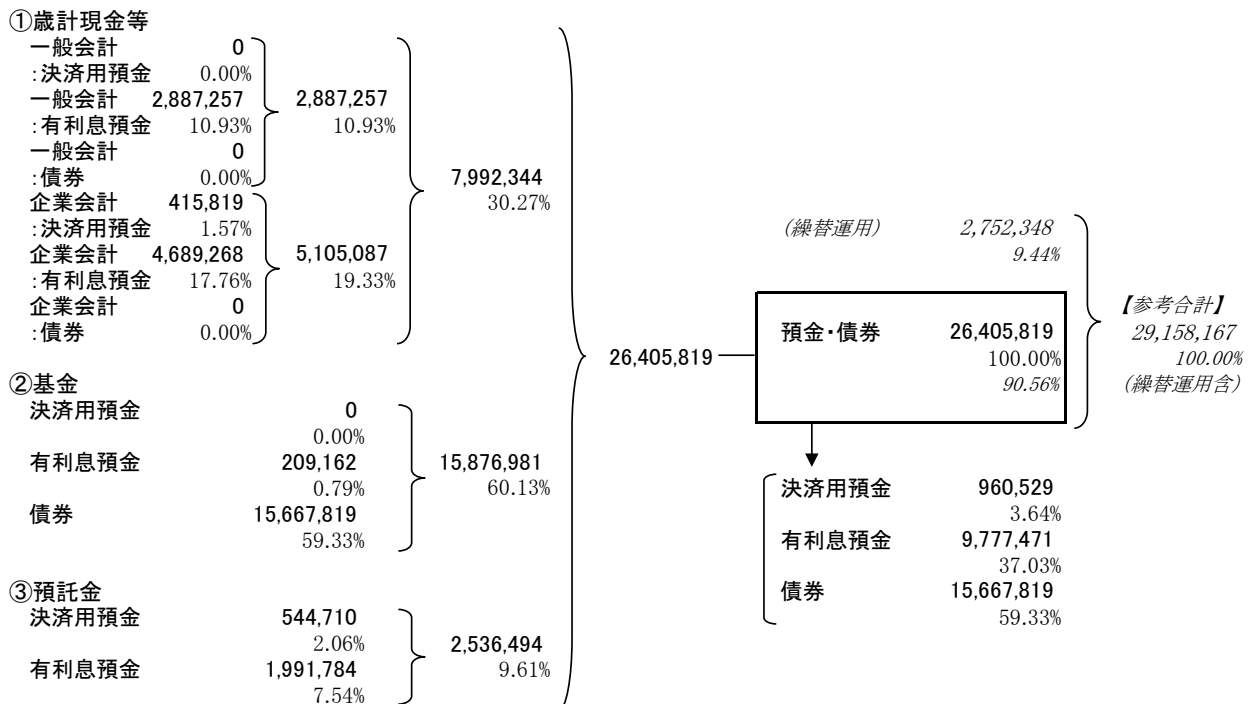 ①歳計現金等
一般会計 0
:決済用預金 0.00%
一般会計 2,887,257 2,887,257
:有利息預金 10.93% 10.93%
一般会計 0
:債券 0.00% 7,992,344
企業会計 415,819 30.27%
:決済用預金 1.57% (繰替運用) 2,752,348
企業会計 4,689,268 5,105,087 9.44%
:有利息預金 17.76% 19.33%
企業会計 0 【参考合計】
:債券 0.00% 預金・債券 26,405,819 29,158,167
26,405,819 100.00% 100.00%
②基金 90.56% (繰替運用含)
決済用預金 0
0.00%
有利息預金 209,162 15,876,981
0.79% 60.13% 決済用預金 960,529
債券 15,667,819 3.64%
59.33% 有利息預金 9,777,471
37.03%
③預託金 債券 15,667,819
決済用預金 544,710 59.33%
2.06% 2,536,494
有利息預金 1,991,784 9.61%
7.54%